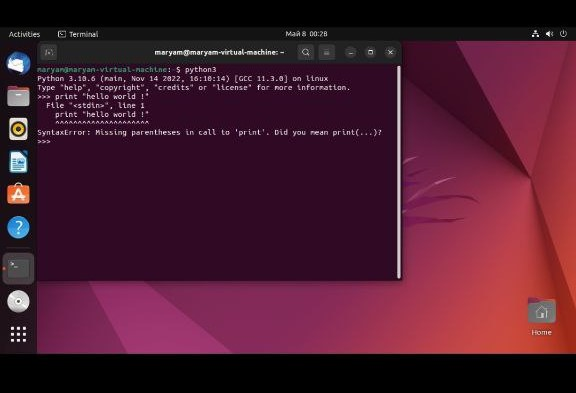 Activities
Terminal
Май 8 00:28
maryam@maryam-virtual-machine: ~
maryam@maryam-virtual-machine:~$ python3
Python 3.10.6 (main, Nov 14 2022, 16:10:14) [GCC 11.3.0] on linux
Type "help", "copyright", "credits" or "license" for more information.
>>> print "hello world !"
File "<stdin>", line 1
print "hello world !"
^^^^^^^^^^^^^^^^^^^^^
SyntaxError: Missing parentheses in call to 'print'. Did you mean print(...)?
>>>
Home